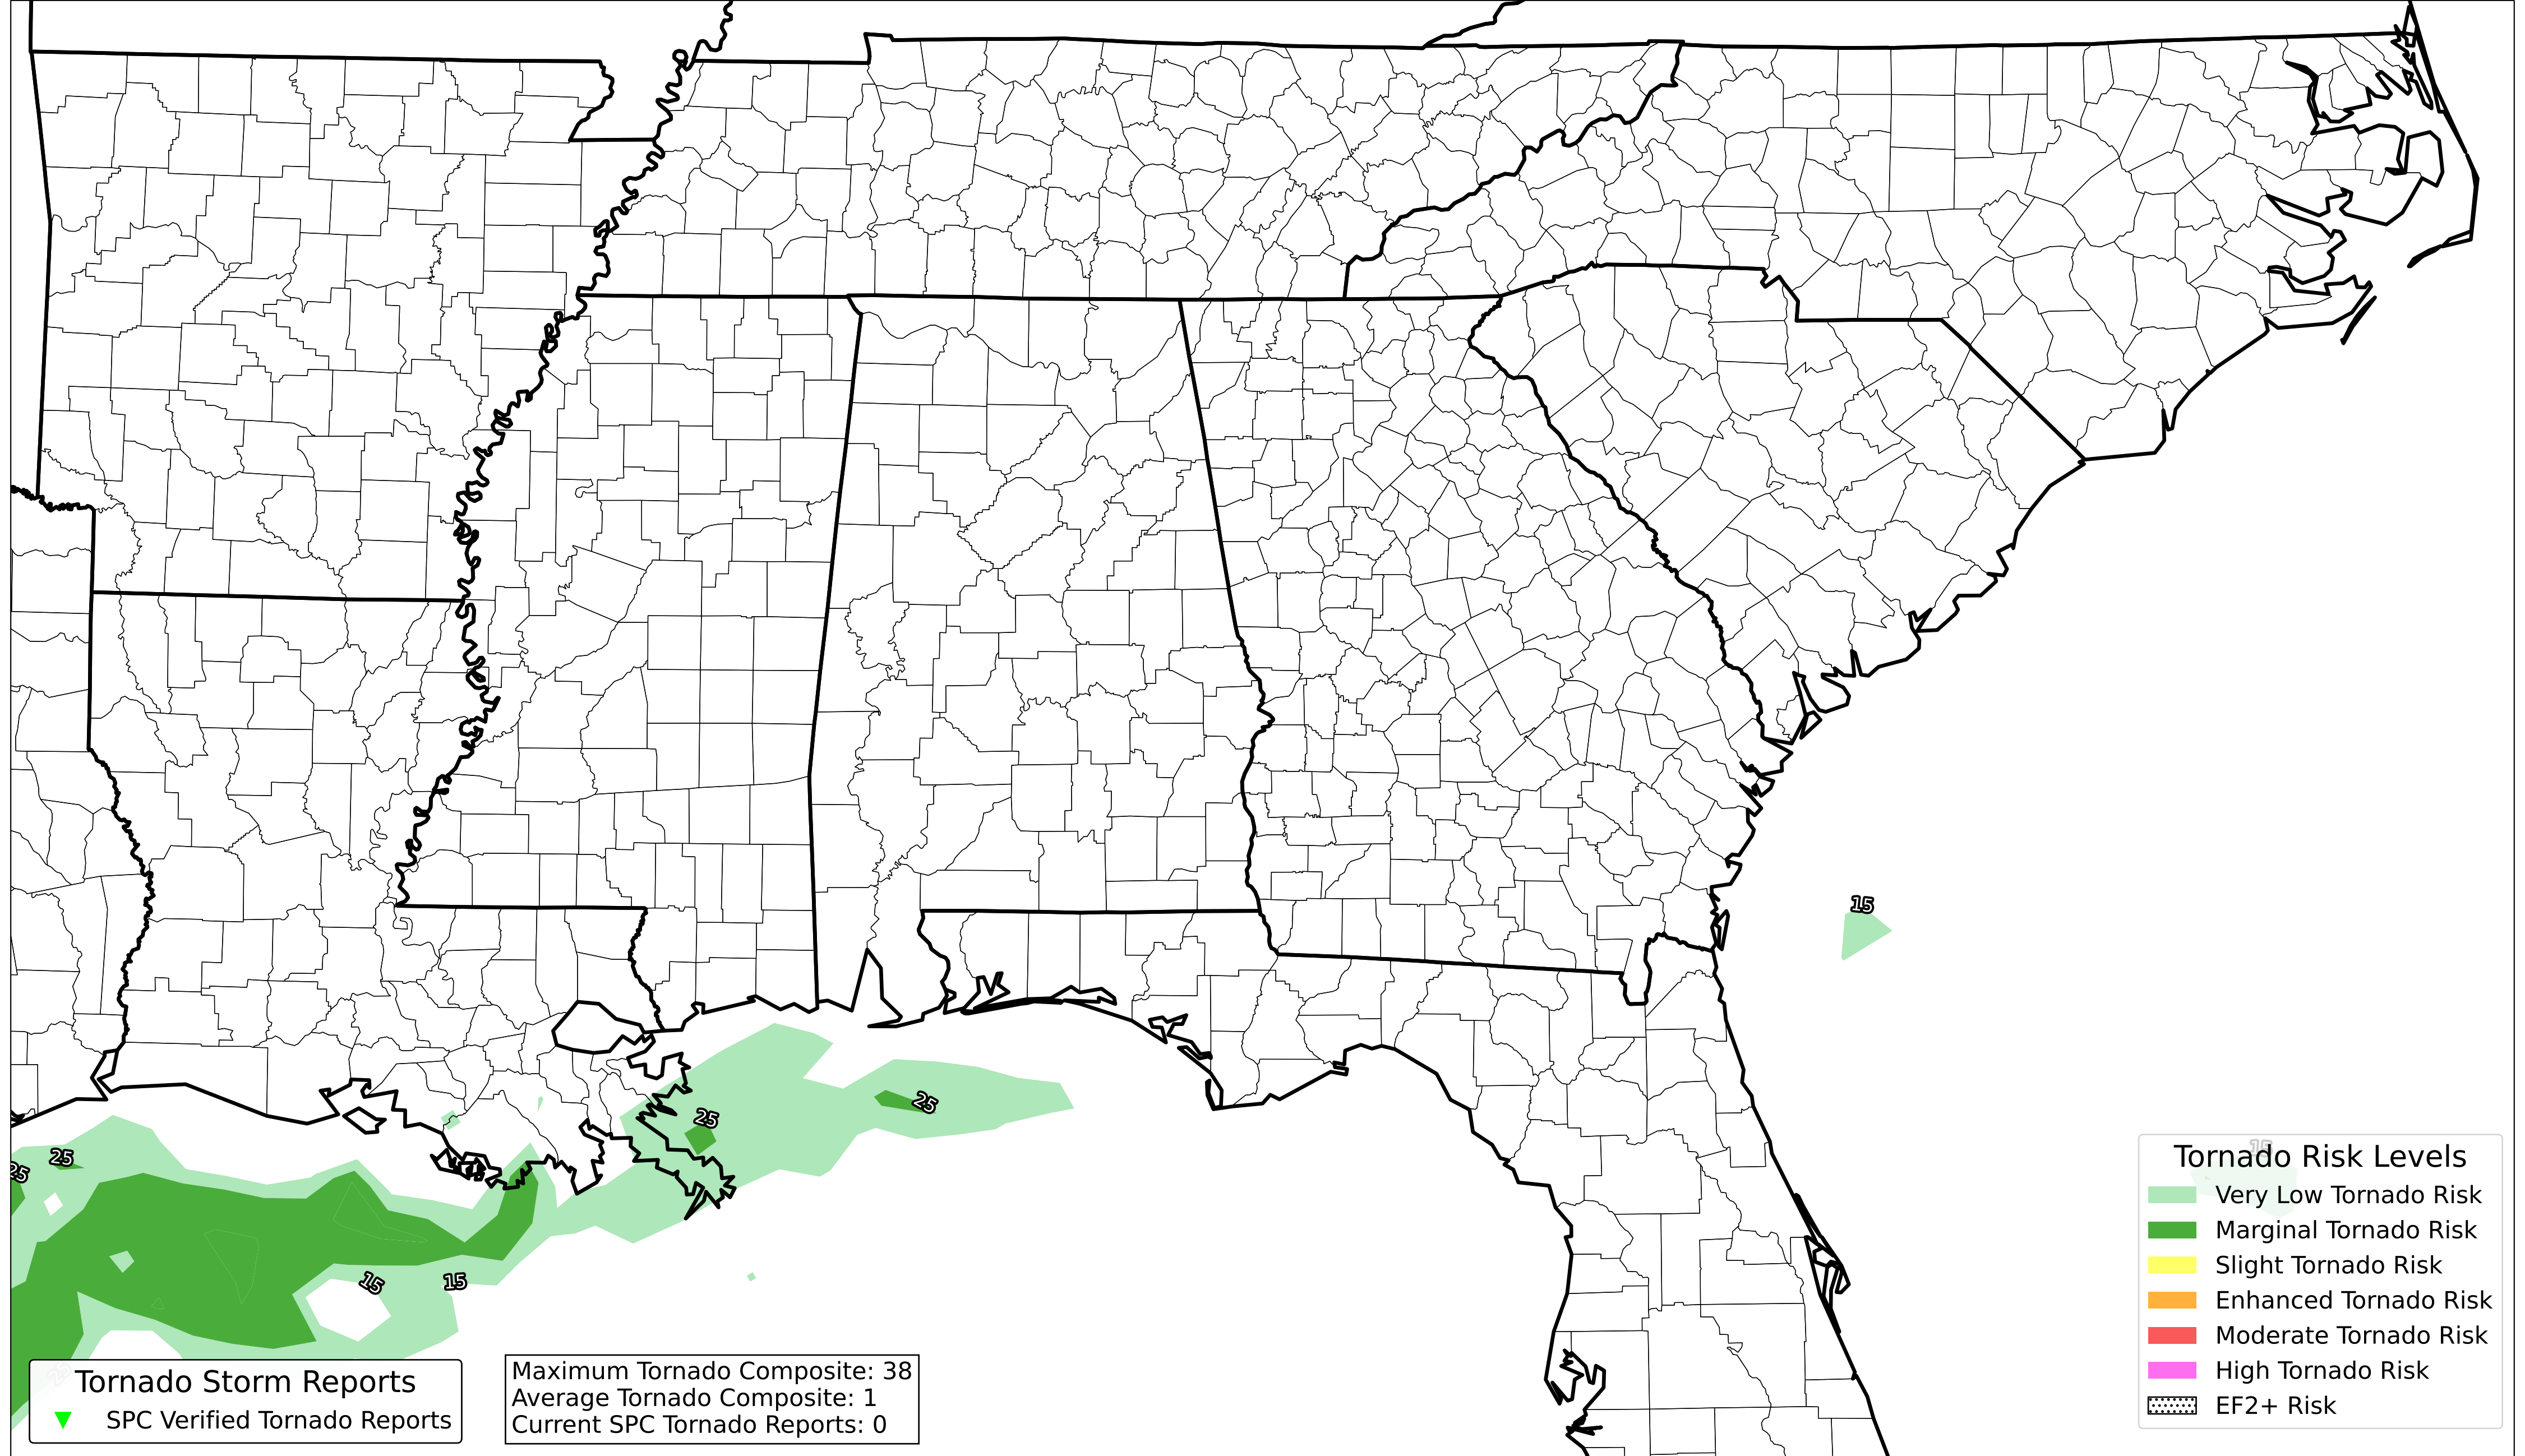 15
25
25
25
25
15
15
15
Tornado Risk Levels
Very Low Tornado Risk
Marginal Tornado Risk
Slight Tornado Risk
Enhanced Tornado Risk
Moderate Tornado Risk
High Tornado Risk
EF2+ Risk
Tornado Storm Reports
SPC Verified Tornado Reports
Maximum Tornado Composite: 38
Average Tornado Composite: 1
Current SPC Tornado Reports: 0